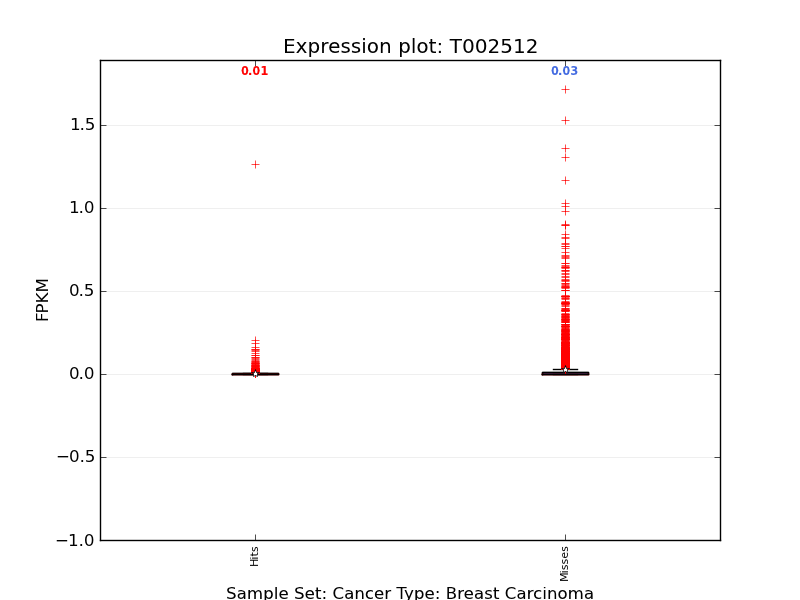 Expression plot: T002512
0.01 0.03
1.5
1.0
0.5
0.0
−0.5
−1.0
FPKM
Hits
Misses
Sample Set: Cancer Type: Breast Carcinoma